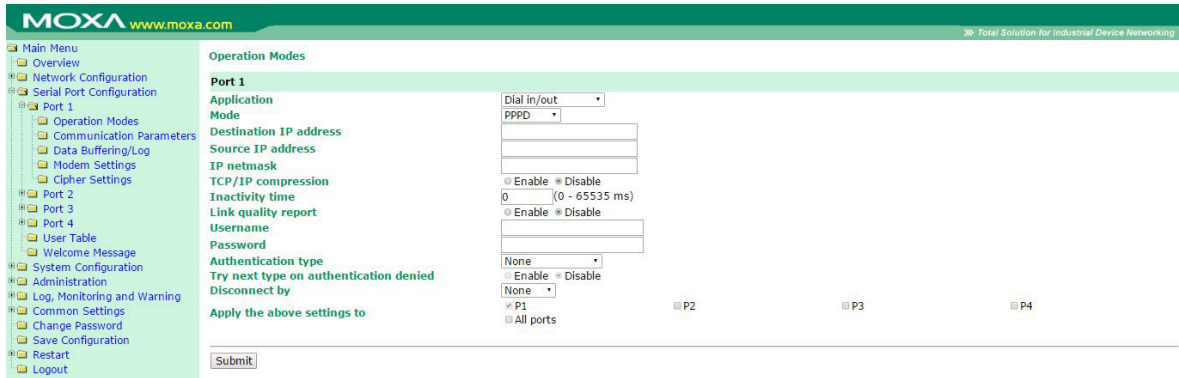 MOXA www.moxa.com
Total Solution for Industrial Device Networking
Main Menu
Overview
Network Configuration
Serial Port Configuration
Port 1
Operation Modes
Communication Parameters
Data Buffering/Log
Modem Settings
Cipher Settings
Port 2
Port 3
Port 4
User Table
Welcome Message
System Configuration
Administration
Log, Monitoring and Warning
Common Settings
Change Password
Save Configuration
Restart
Logout
Operation Modes
Port 1
Application Dial in/out
Mode PPPD
Destination IP address
Source IP address
IP netmask
TCP/IP compression Enable Disable
Inactivity time 0 (0 - 65535 ms)
Link quality report Enable Disable
Username
Password
Authentication type None
Try next type on authentication denied Enable Disable
Disconnect by None
Apply the above settings to P1 P2 P3 P4
All ports
Submit